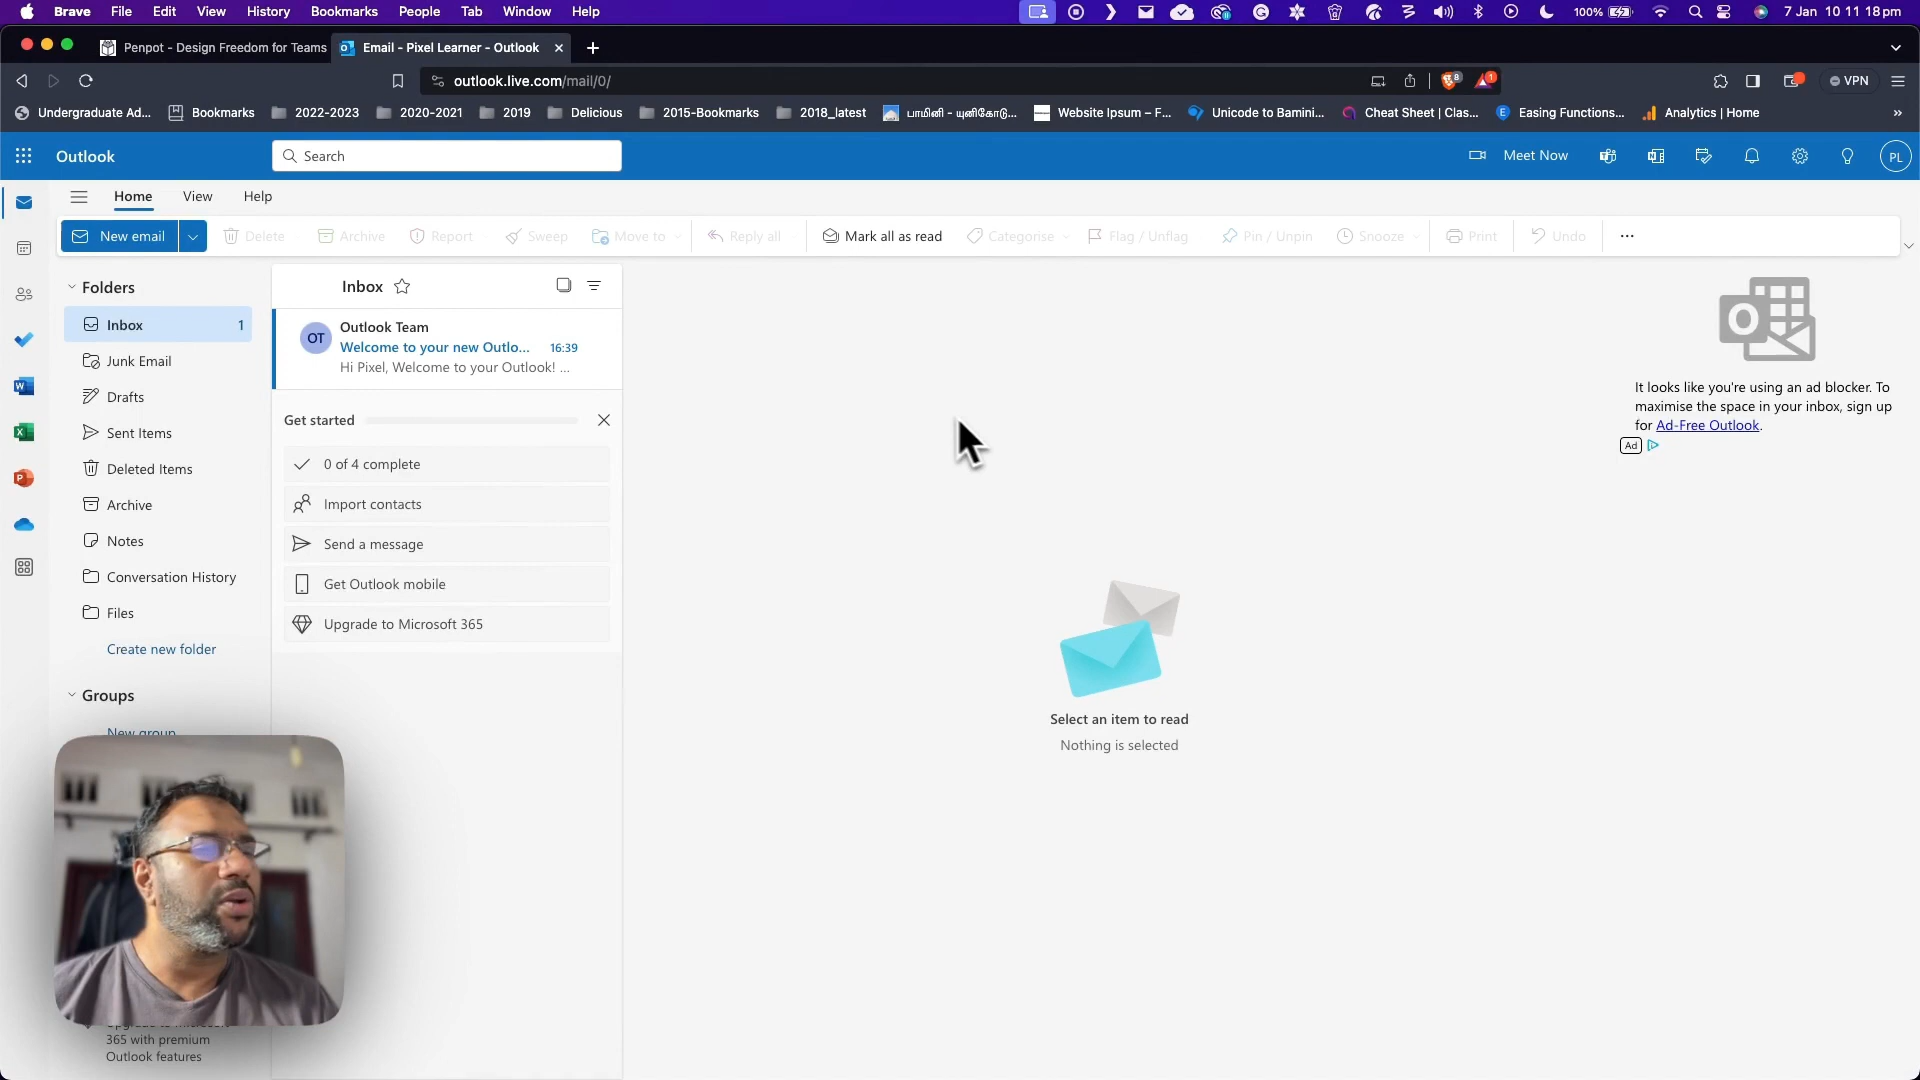 Brave File Edit View History Bookmarks People Tab Window Help 100% 7 Jan 10 11 18 pm
Penpot - Design Freedom for Teams Email - Pixel Learner - Outlook
outlook.live.com/mail/0/ 8 1 VPN
Undergraduate Ad... Bookmarks 2022-2023 2020-2021 2019 Delicious 2015-Bookmarks 2018_latest பாமினி - யுனிகோடு... Website Ipsum – F... Unicode to Bamini... Cheat Sheet | Clas... Easing Functions... Analytics | Home »
Outlook Search Meet Now PL
Home View Help
New email Delete Archive Report Sweep Move to Reply all Mark all as read Categorise Flag / Unflag Pin / Unpin Snooze Print Undo ...
Folders
Inbox 1
Junk Email
Drafts
Sent Items
Deleted Items
Archive
Notes
Conversation History
Files
Create new folder
Groups
New group
365 with premium
Outlook features
Inbox
OT Outlook Team
Welcome to your new Outlo... 16:39
Hi Pixel, Welcome to your Outlook! ...
Get started
0 of 4 complete
Import contacts
Send a message
Get Outlook mobile
Upgrade to Microsoft 365
Select an item to read
Nothing is selected
It looks like you're using an ad blocker. To
maximise the space in your inbox, sign up
for Ad-Free Outlook.
Ad